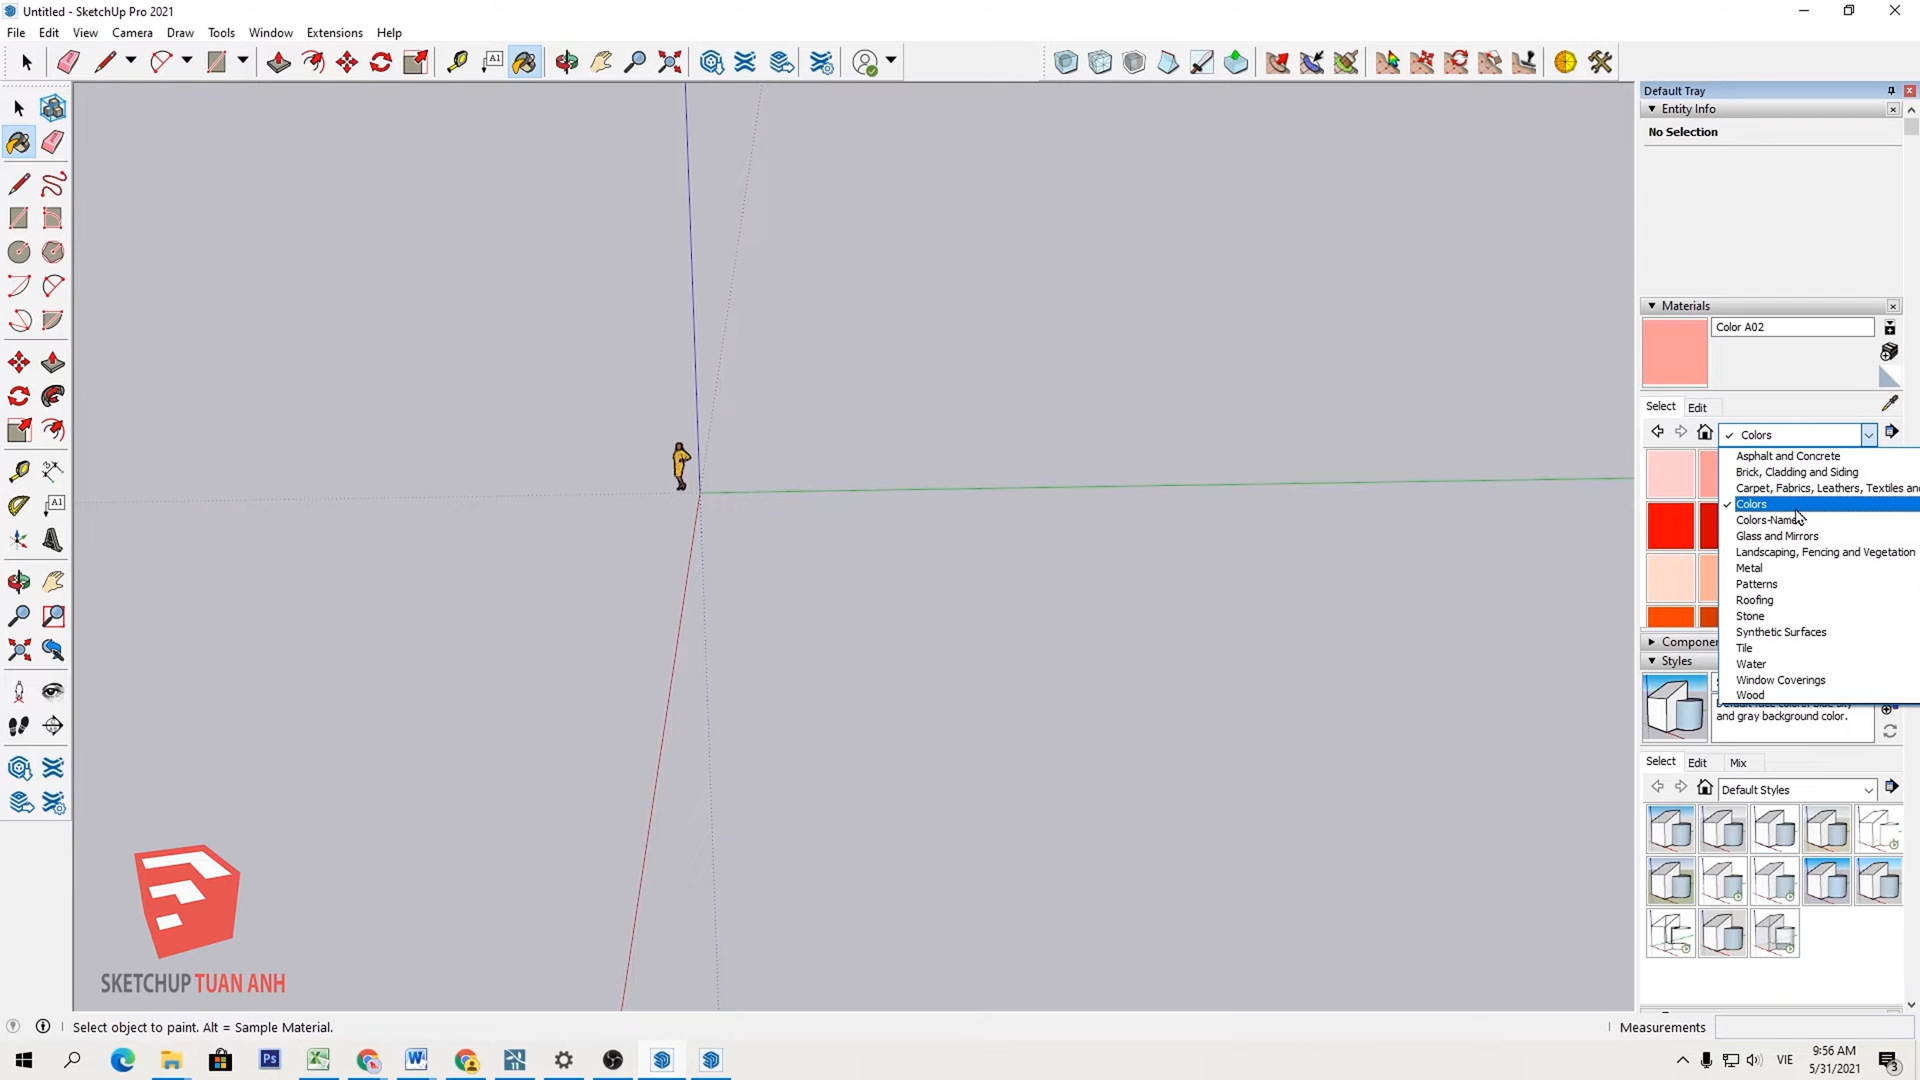 Untitled - SketchUp Pro 2021
File Edit View Camera Draw Tools Window Extensions Help
Default Tray
Entity Info
No Selection
Materials
Color A02
Select Edit
Colors
Asphalt and Concrete
Brick, Cladding and Siding
Carpet, Fabrics, Leathers, Textiles and
Colors
Colors-Name
Glass and Mirrors
Landscaping, Fencing and Vegetation
Metal
Patterns
Roofing
Stone
Synthetic Surfaces
Tile
Water
Window Coverings
Wood
Componen
Styles
and gray background color.
Select Edit Mix
Default Styles
SKETCHUP TUAN ANH
Select object to paint. Alt = Sample Material.
Measurements
VIE
9:56 AM
5/31/2021
3